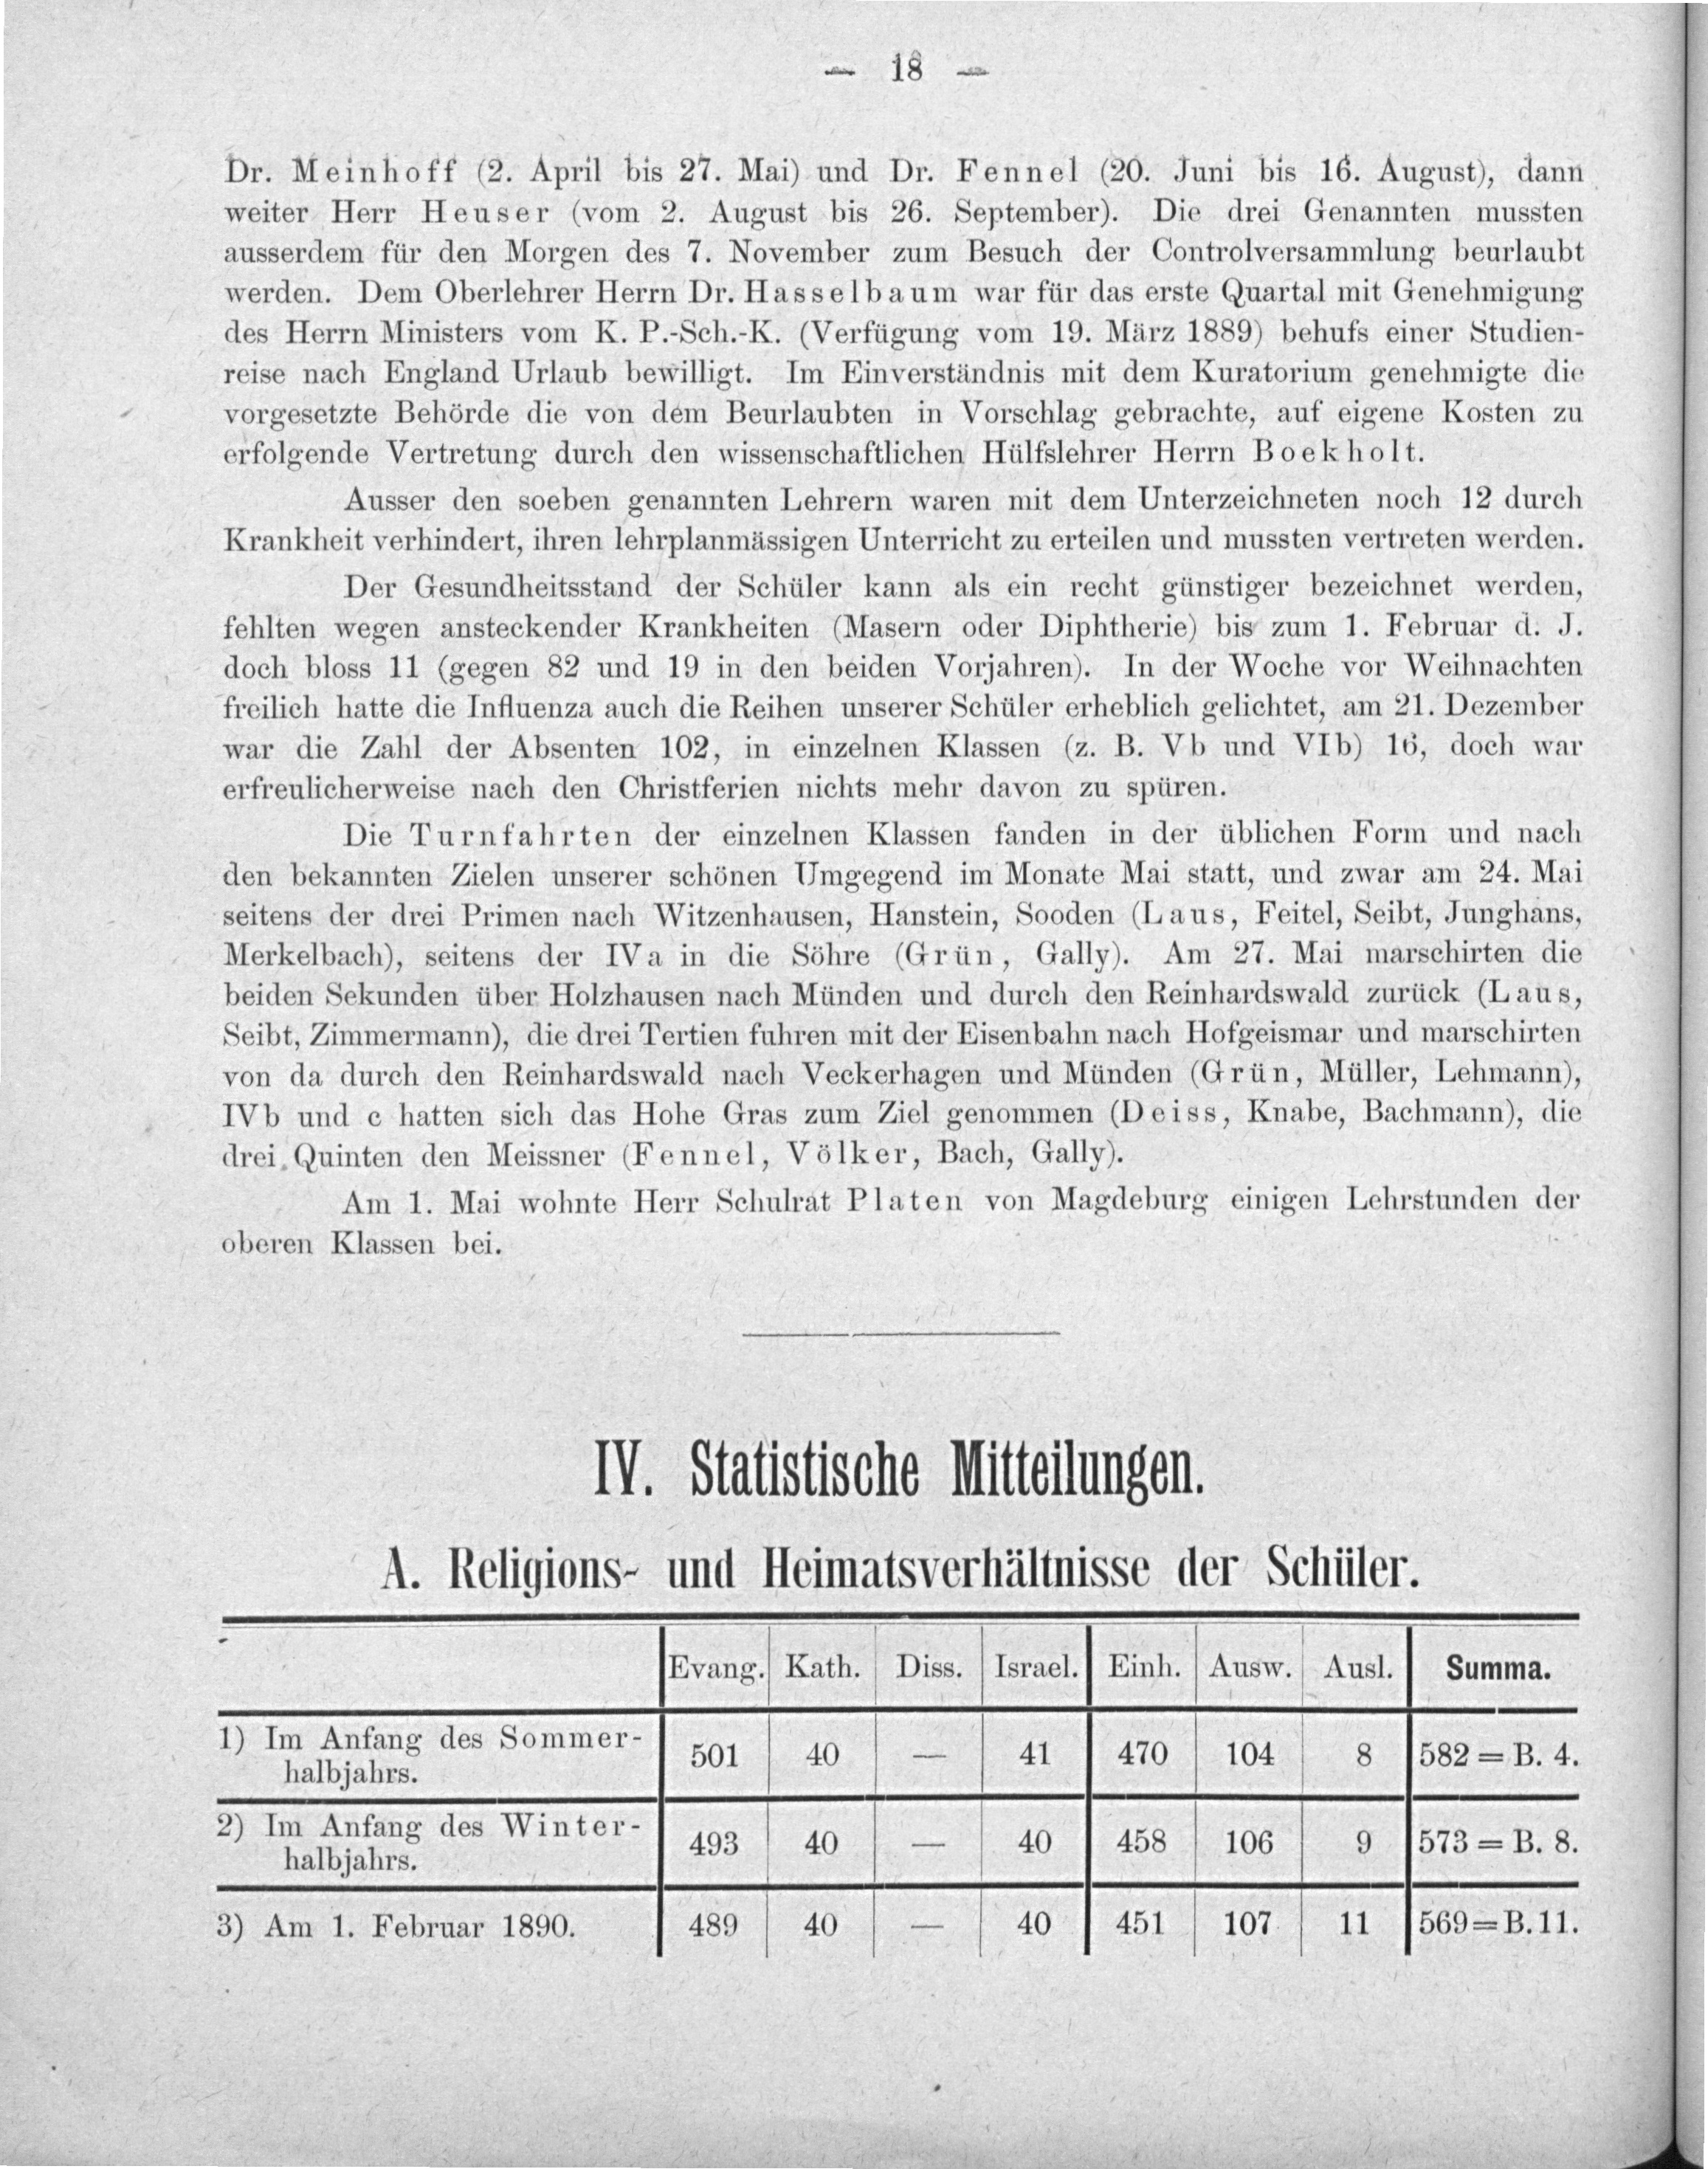 — 18 —
Dr. Meinhoff (2. April bis 27. Mai) und Dr. Fennel (20. Juni bis 16. August), dann
weiter Herr Heuser (vom 2. August bis 26. September). Die drei Genannten mussten
ausserdem für den Morgen des 7. November zum Besuch der Controlversammlung beurlaubt
werden. Dem Oberlehrer Herrn Dr. Hasselbaum war für das erste Quartal mit Genehmigung
des Herrn Ministers vom K. P.-Sch.-K. (Verfügung vom 19. März 1889) behufs einer Studien-
reise nach England Urlaub bewilligt. Im Einverständnis mit dem Kuratorium genehmigte die
vorgesetzte Behörde die von dem Beurlaubten in Vorschlag gebrachte, auf eigene Kosten zu
erfolgende Vertretung durch den wissenschaftlichen Hülfslehrer Herrn Boekholt.
Ausser den soeben genannten Lehrern waren mit dem Unterzeichneten noch 12 durch
Krankheit verhindert, ihren lehrplanmässigen Unterricht zu erteilen und mussten vertreten werden.
Der Gesundheitsstand der Schüler kann als ein recht günstiger bezeichnet werden,
fehlten wegen ansteckender Krankheiten (Masern oder Diphtherie) bis zum 1. Februar d. J.
doch bloss 11 (gegen 82 und 19 in den beiden Vorjahren). In der Woche vor Weihnachten
freilich hatte die Influenza auch die Reihen unserer Schüler erheblich gelichtet, am 21. Dezember
war die Zahl der Absenten 102, in einzelnen Klassen (z. B. Vb und VIb) 16, doch war
erfreulicherweise nach den Christferien nichts mehr davon zu spüren.
Die Turnfahrten der einzelnen Klassen fanden in der üblichen Form und nach
den bekannten Zielen unserer schönen Umgegend im Monate Mai statt, und zwar am 24. Mai
seitens der drei Primen nach Witzenhausen, Hanstein, Sooden (Laus, Feitel, Seibt, Junghans,
Merkelbach), seitens der IVa in die Söhre (Grün, Gally). Am 27. Mai marschirten die
beiden Sekunden über Holzhausen nach Münden und durch den Reinhardswald zurück (Laus,
Seibt, Zimmermann), die drei Tertien fuhren mit der Eisenbahn nach Hofgeismar und marschirten
von da durch den Reinhardswald nach Veckerhagen und Münden (Grün, Müller, Lehmann),
IVb und c hatten sich das Hohe Gras zum Ziel genommen (Deiss, Knabe, Bachmann), die
drei Quinten den Meissner (Fennel, Völker, Bach, Gally).
Am 1. Mai wohnte Herr Schulrat Platen von Magdeburg einigen Lehrstunden der
oberen Klassen bei.
IV. Statistische Mitteilungen.
A. Religions- und Heimatsverhältnisse der Schüler.
Evang. Kath. Diss. Israel. Einh. Ausw. Ausl. Summa.
1) Im Anfang des Sommer-
halbjahrs. 501 40 — 41 470 104 8 582 = B. 4.
2) Im Anfang des Winter-
halbjahrs. 493 40 — 40 458 106 9 573 = B. 8.
3) Am 1. Februar 1890. 489 40 — 40 451 107 11 569=B.11.